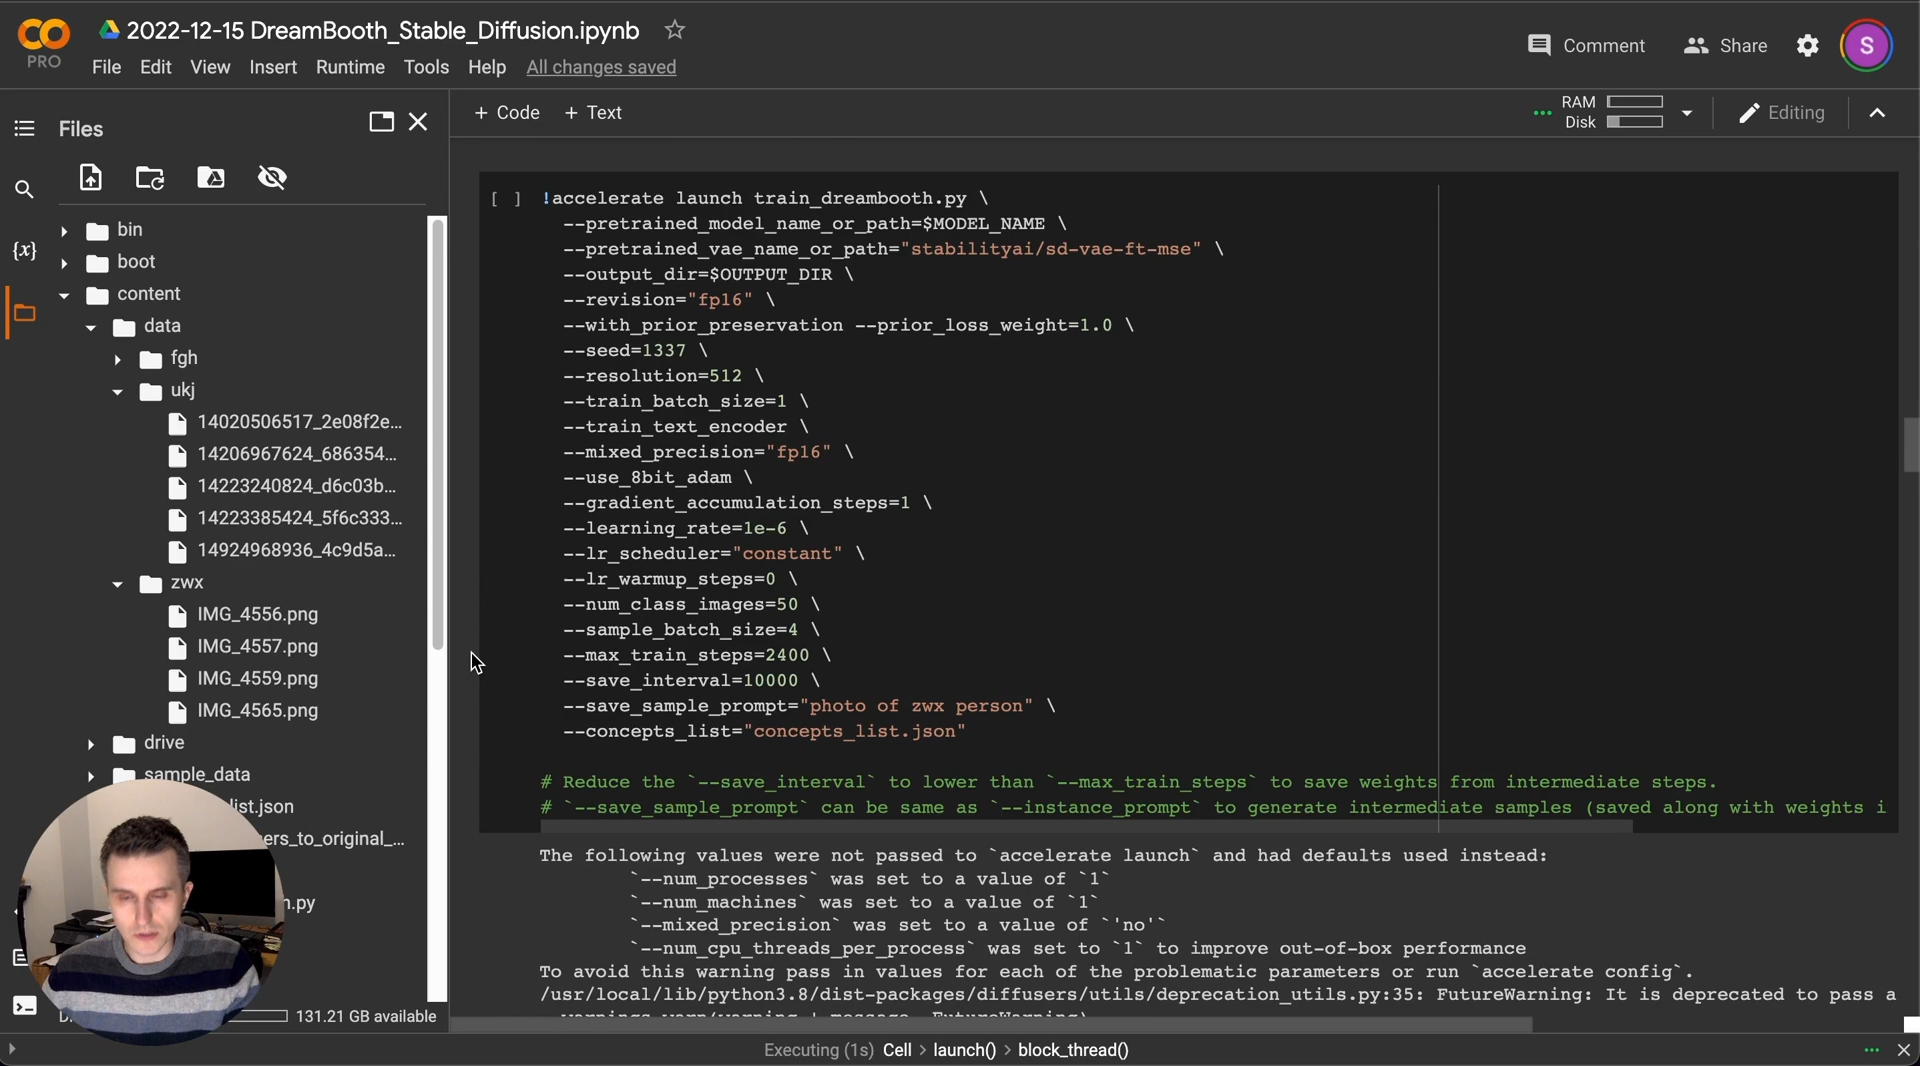 PRO
2022-12-15 DreamBooth_Stable_Diffusion.ipynb
File Edit View Insert Runtime Tools Help All changes saved
Comment Share S
Files
+ Code + Text
RAM
Disk
Editing
{x}
bin
boot
content
data
fgh
ukj
14020506517_2e08f2e...
14206967624_686354...
14223240824_d6c03b...
14223385424_5f6c333...
14924968936_4c9d5a...
zwx
IMG_4556.png
IMG_4557.png
IMG_4559.png
IMG_4565.png
drive
sample_data
list.json
ers_to_original_...
n.py
131.21 GB available
[ ] !accelerate launch train_dreambooth.py \
--pretrained_model_name_or_path=$MODEL_NAME \
--pretrained_vae_name_or_path="stabilityai/sd-vae-ft-mse" \
--output_dir=$OUTPUT_DIR \
--revision="fp16" \
--with_prior_preservation --prior_loss_weight=1.0 \
--seed=1337 \
--resolution=512 \
--train_batch_size=1 \
--train_text_encoder \
--mixed_precision="fp16" \
--use_8bit_adam \
--gradient_accumulation_steps=1 \
--learning_rate=1e-6 \
--lr_scheduler="constant" \
--lr_warmup_steps=0 \
--num_class_images=50 \
--sample_batch_size=4 \
--max_train_steps=2400 \
--save_interval=10000 \
--save_sample_prompt="photo of zwx person" \
--concepts_list="concepts_list.json"
# Reduce the `--save_interval` to lower than `--max_train_steps` to save weights from intermediate steps.
# `--save_sample_prompt` can be same as `--instance_prompt` to generate intermediate samples (saved along with weights i
The following values were not passed to `accelerate launch` and had defaults used instead:
`--num_processes` was set to a value of `1`
`--num_machines` was set to a value of `1`
`--mixed_precision` was set to a value of `'no'`
`--num_cpu_threads_per_process` was set to `1` to improve out-of-box performance
To avoid this warning pass in values for each of the problematic parameters or run `accelerate config`.
/usr/local/lib/python3.8/dist-packages/diffusers/utils/deprecation_utils.py:35: FutureWarning: It is deprecated to pass a
warnings.warn(warning + message, FutureWarning)
Executing (1s) Cell > launch() > block_thread()